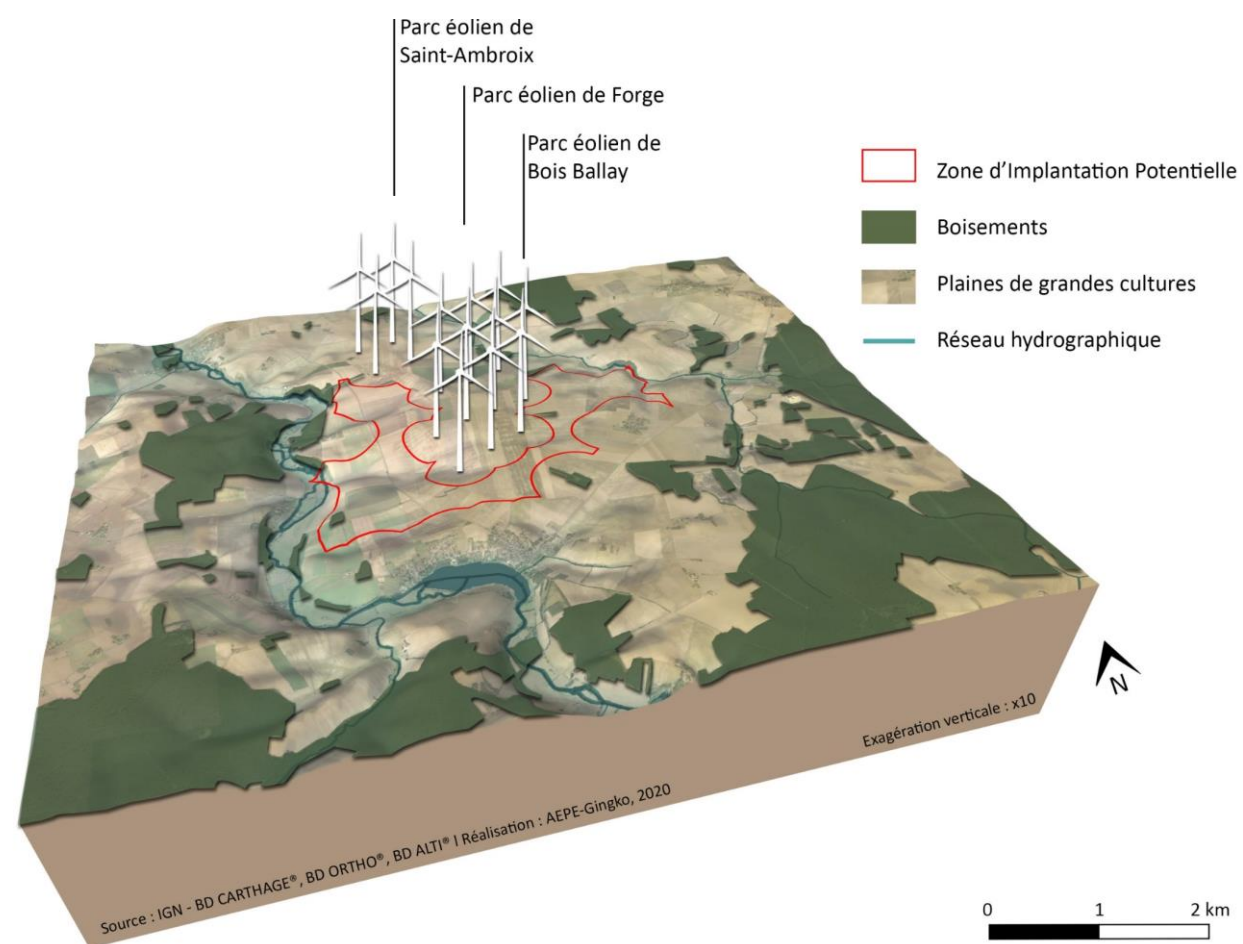 Parc éolien de
Saint-Ambroix
Parc éolien de Forge
Parc éolien de
Bois Ballay
Zone d'Implantation Potentielle
Boisements
Plaines de grandes cultures
Réseau hydrographique
N
Exagération verticale : x10
Source : IGN - BD CARTHAGE®, BD ORTHO®, BD ALTI® I Réalisation : AEPE-Gingko, 2020
0 1 2 km